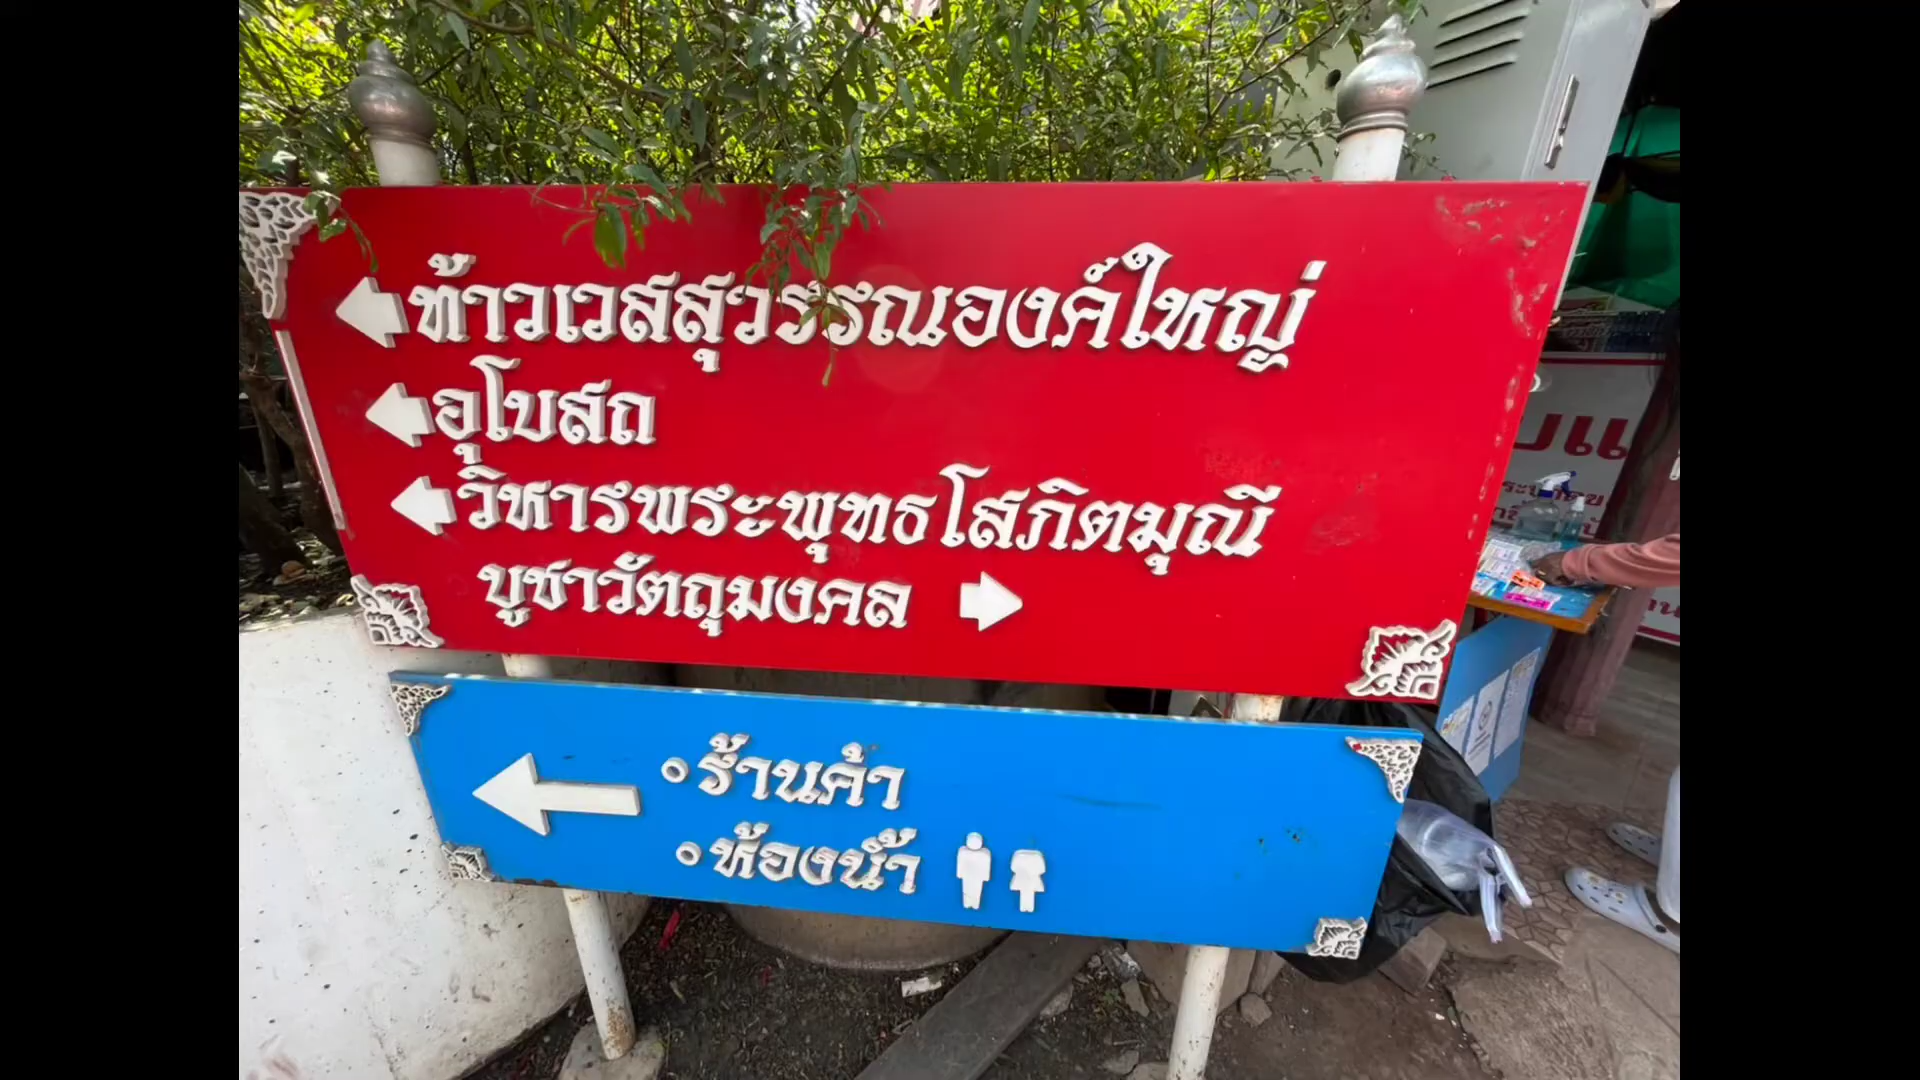 ท้าวเวสสุวรรณองค์ใหญ่
อุโบสถ
วิหารพระพุทธโสภิตมุณี
บูชาวัตถุมงคล
ร้านค้า
ห้องน้ำ